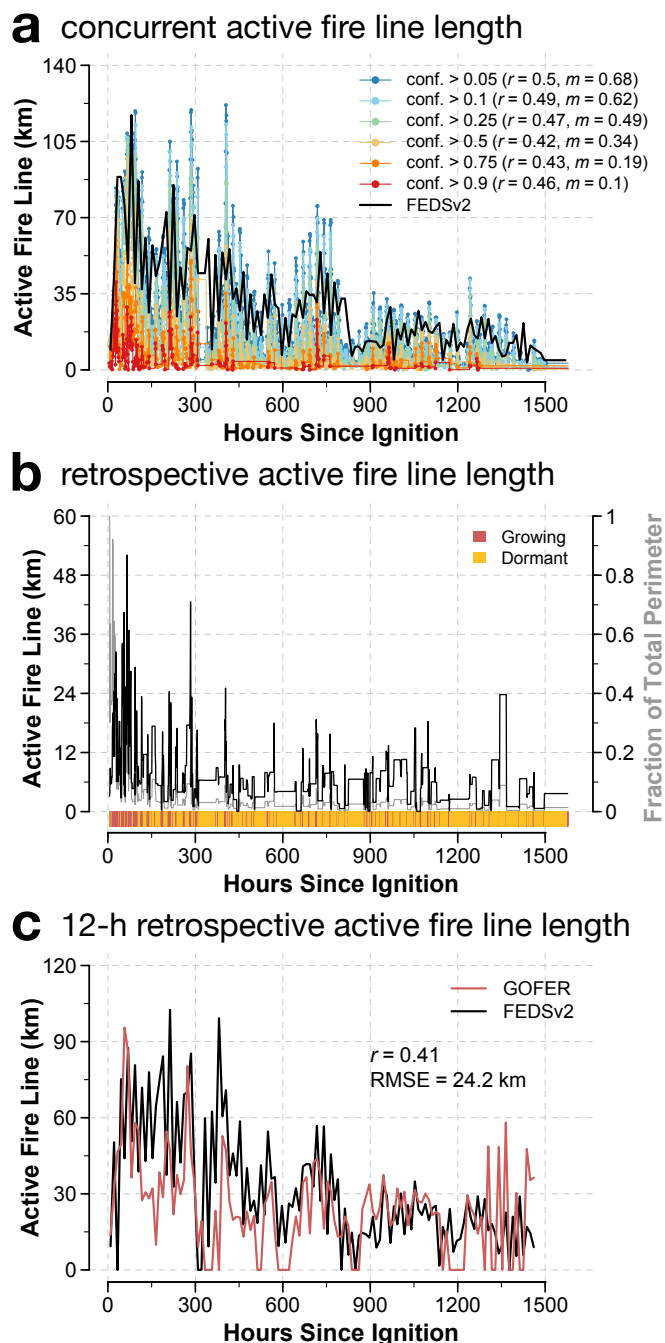 a concurrent active fire line length
140
105
70
35
0
Active Fire Line (km)
conf. > 0.05 (r = 0.5, m = 0.68)
conf. > 0.1 (r = 0.49, m = 0.62)
conf. > 0.25 (r = 0.47, m = 0.49)
conf. > 0.5 (r = 0.42, m = 0.34)
conf. > 0.75 (r = 0.43, m = 0.19)
conf. > 0.9 (r = 0.46, m = 0.1)
FEDSv2
0 300 600 900 1200 1500
Hours Since Ignition
b retrospective active fire line length
60
48
36
24
12
0
Active Fire Line (km)
Growing
Dormant
1
0.8
0.6
0.4
0.2
0
Fraction of Total Perimeter
0 300 600 900 1200 1500
Hours Since Ignition
c 12-h retrospective active fire line length
120
90
60
30
0
Active Fire Line (km)
GOFER
FEDSv2
r = 0.41
RMSE = 24.2 km
0 300 600 900 1200 1500
Hours Since Ignition